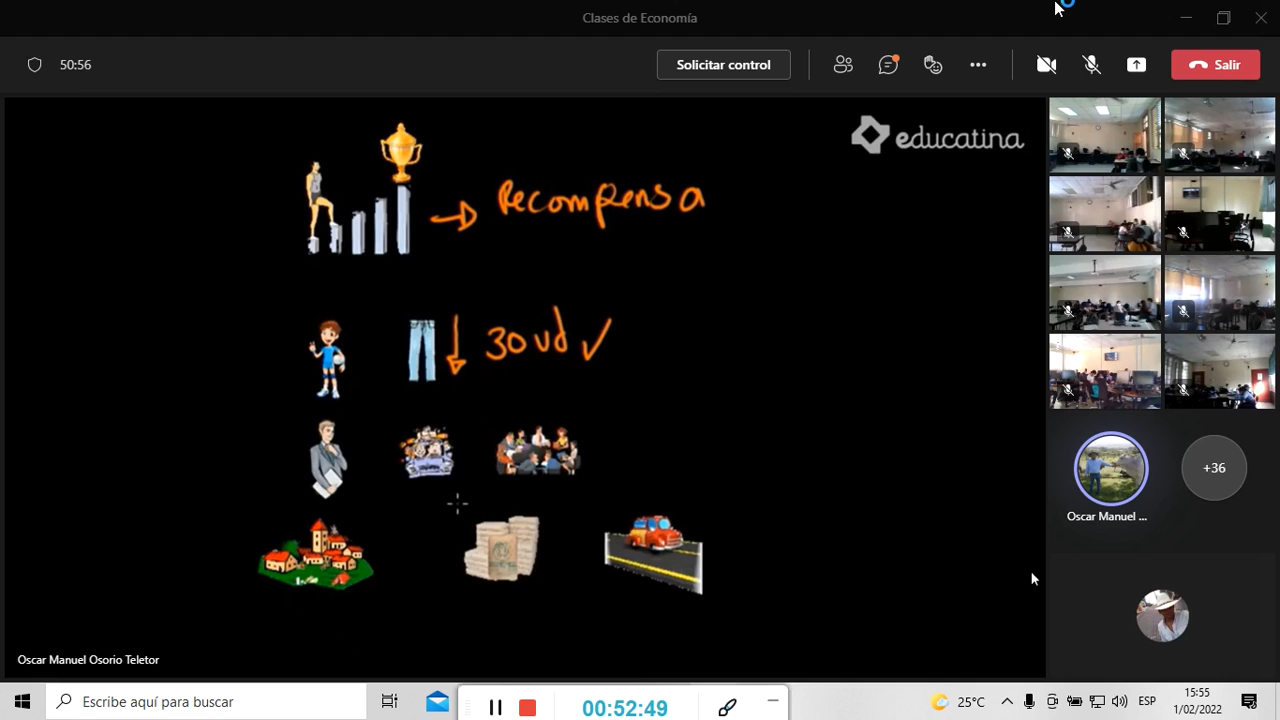 Clases de Economía
50:56
Solicitar control
Salir
educatina
Recompensa
30 ud ✓
+36
Oscar Manuel ...
Oscar Manuel Osorio Teletor
Escribe aquí para buscar
00:52:49
25°C
ESP
15:55
1/02/2022